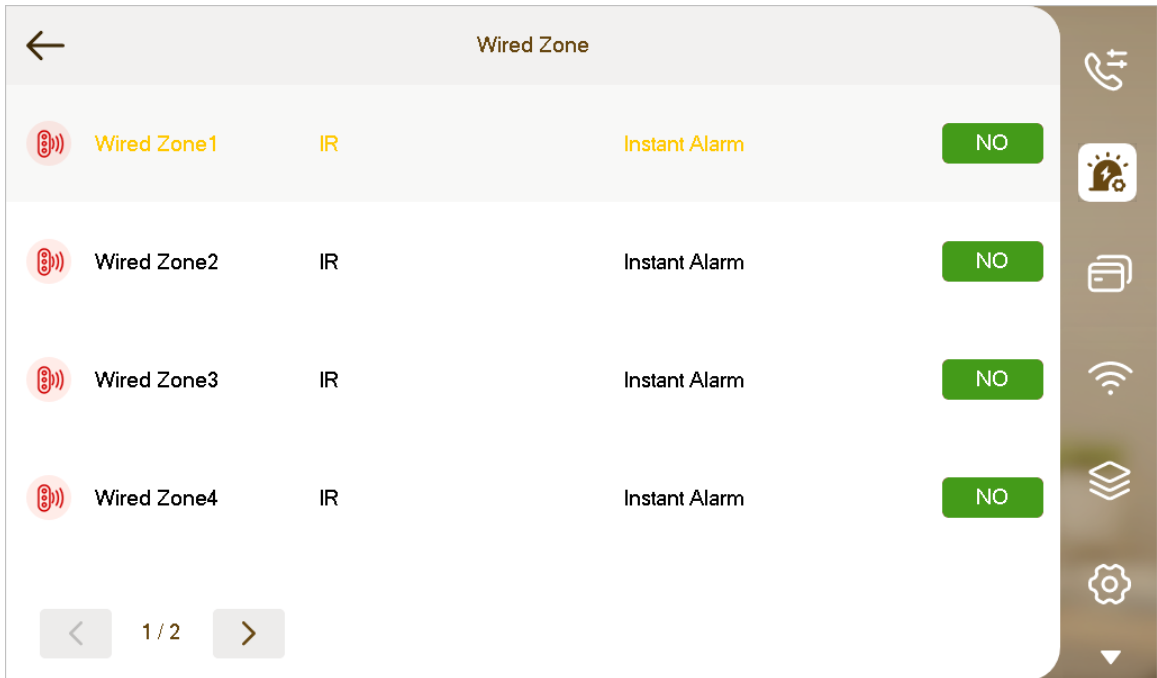 Wired Zone
Wired Zone1 IR Instant Alarm NO
Wired Zone2 IR Instant Alarm NO
Wired Zone3 IR Instant Alarm NO
Wired Zone4 IR Instant Alarm NO
1 / 2